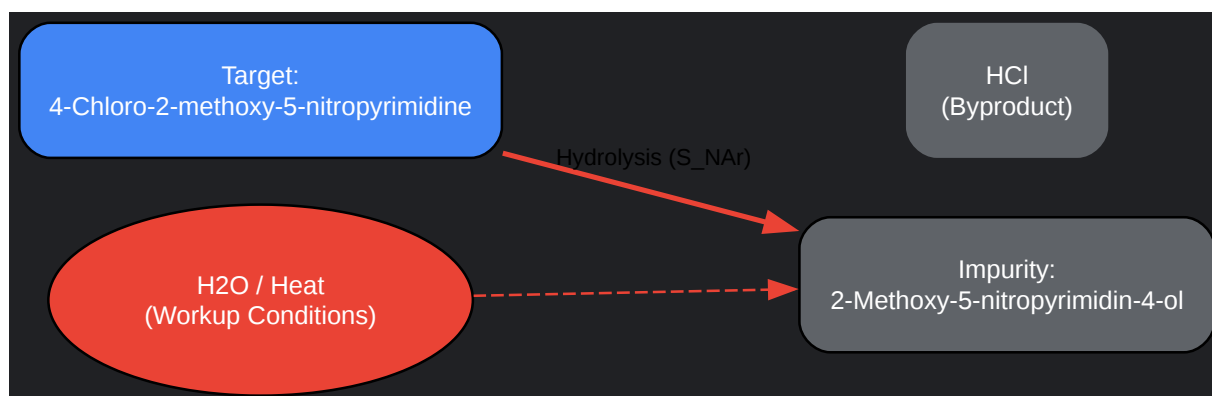 Target:
4-Chloro-2-methoxy-5-nitropyrimidine
HCl
(Byproduct)
Hydrolysis (S_NAr)
H2O / Heat
(Workup Conditions)
Impurity:
2-Methoxy-5-nitropyrimidin-4-ol